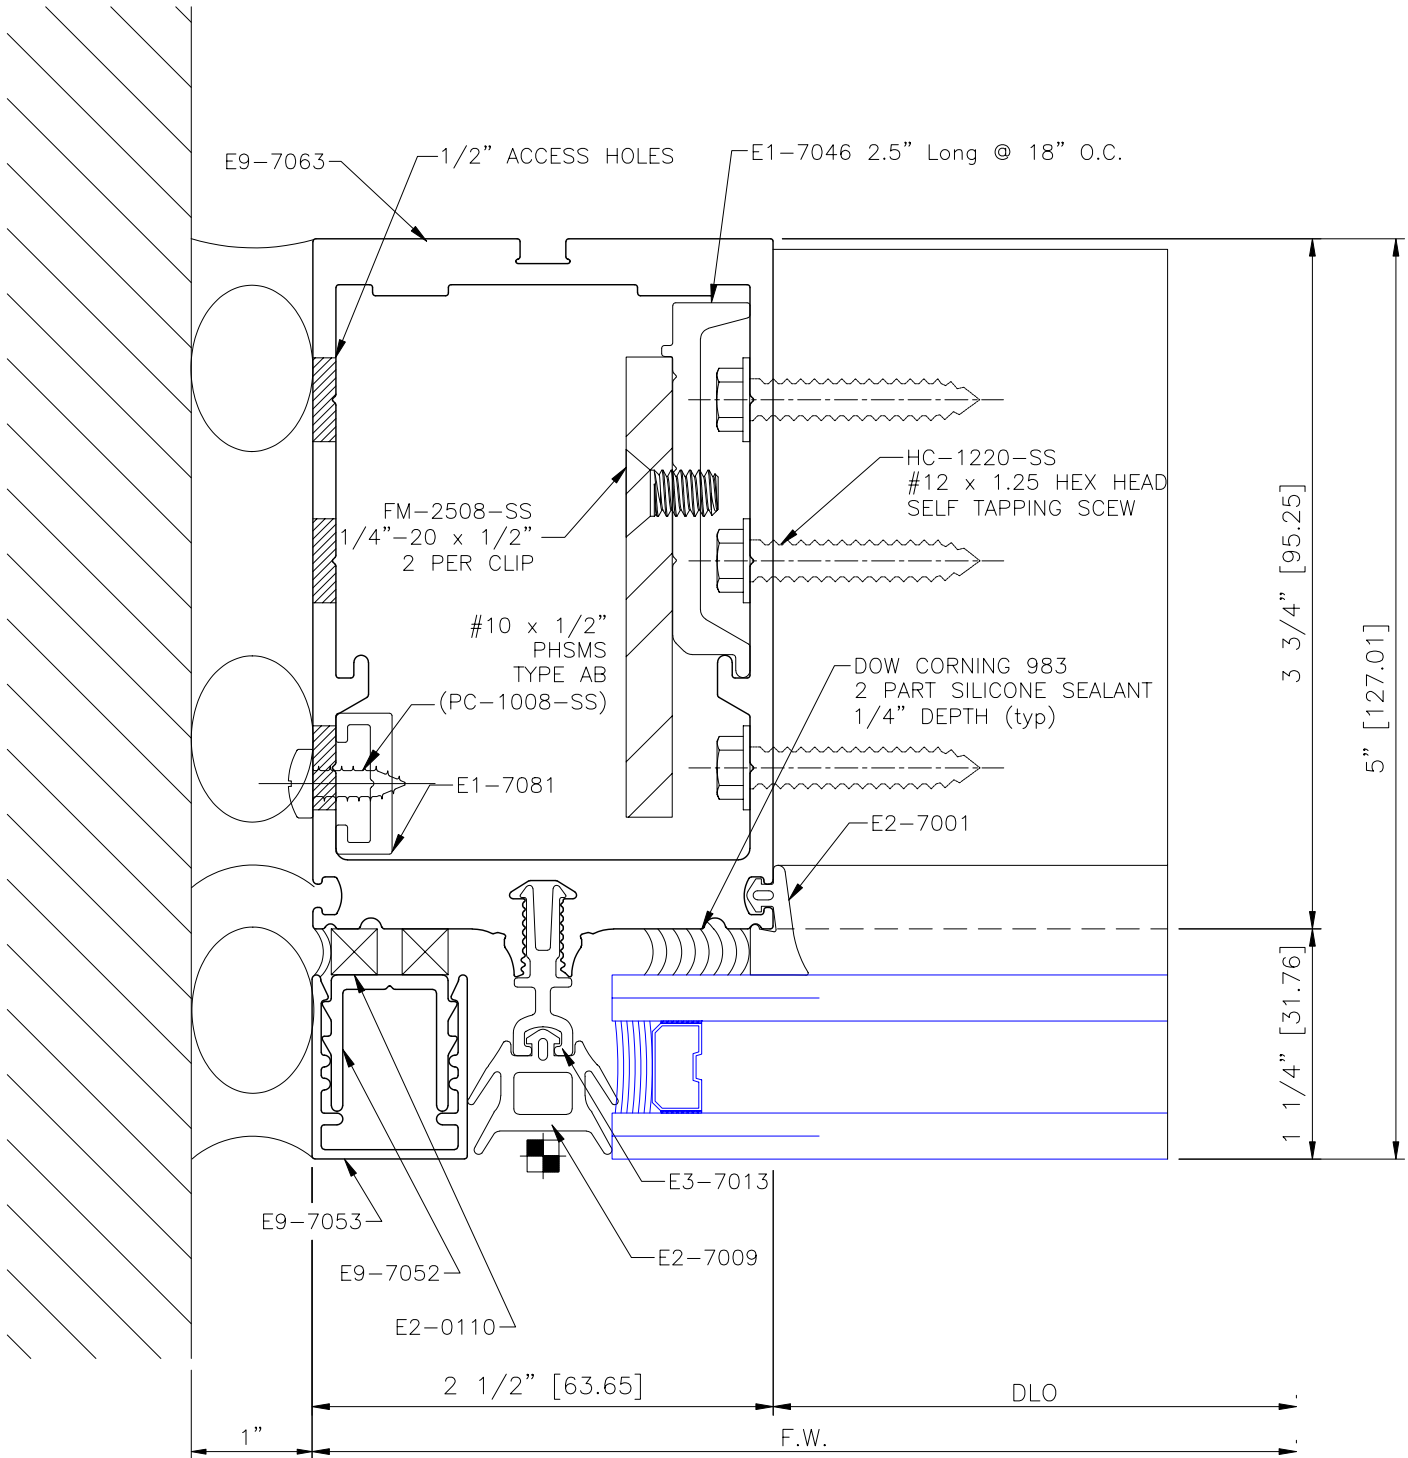 E9-7063
1/2” ACCESS HOLES
E1-7046 2.5” Long @ 18” O.C.
HC-1220-SS
#12 x 1.25 HEX HEAD
SELF TAPPING SCEW
FM-2508-SS
1/4”-20 x 1/2”
2 PER CLIP
#10 x 1/2”
PHSMS
TYPE AB
(PC-1008-SS)
DOW CORNING 983
2 PART SILICONE SEALANT
1/4” DEPTH (typ)
E1-7081
E2-7001
3 3/4” [95.25]
5” [127.01]
1 1/4” [31.76]
E3-7013
E9-7053
E2-7009
E9-7052
E2-0110
2 1/2” [63.65]
DLO
1”
F.W.